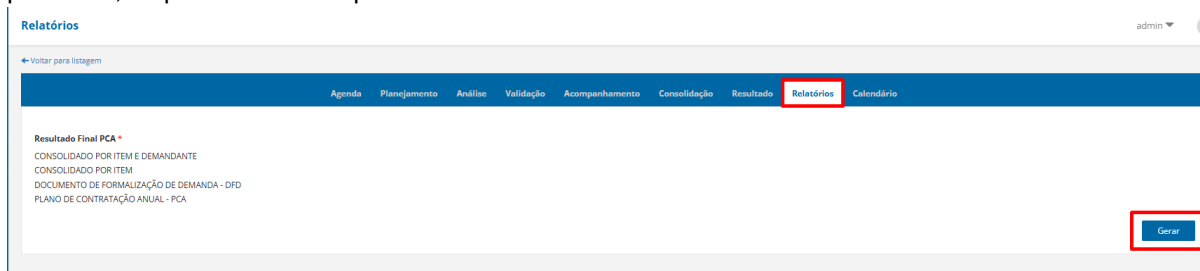 Relatórios
admin
Voltar para listagem
Agenda Planejamento Análise Validação Acompanhamento Consolidação Resultado Relatórios Calendário
Resultado Final PCA *
CONSOLIDADO POR ITEM E DEMANDANTE
CONSOLIDADO POR ITEM
DOCUMENTO DE FORMALIZAÇÃO DE DEMANDA - DFD
PLANO DE CONTRATAÇÃO ANUAL - PCA
Gerar